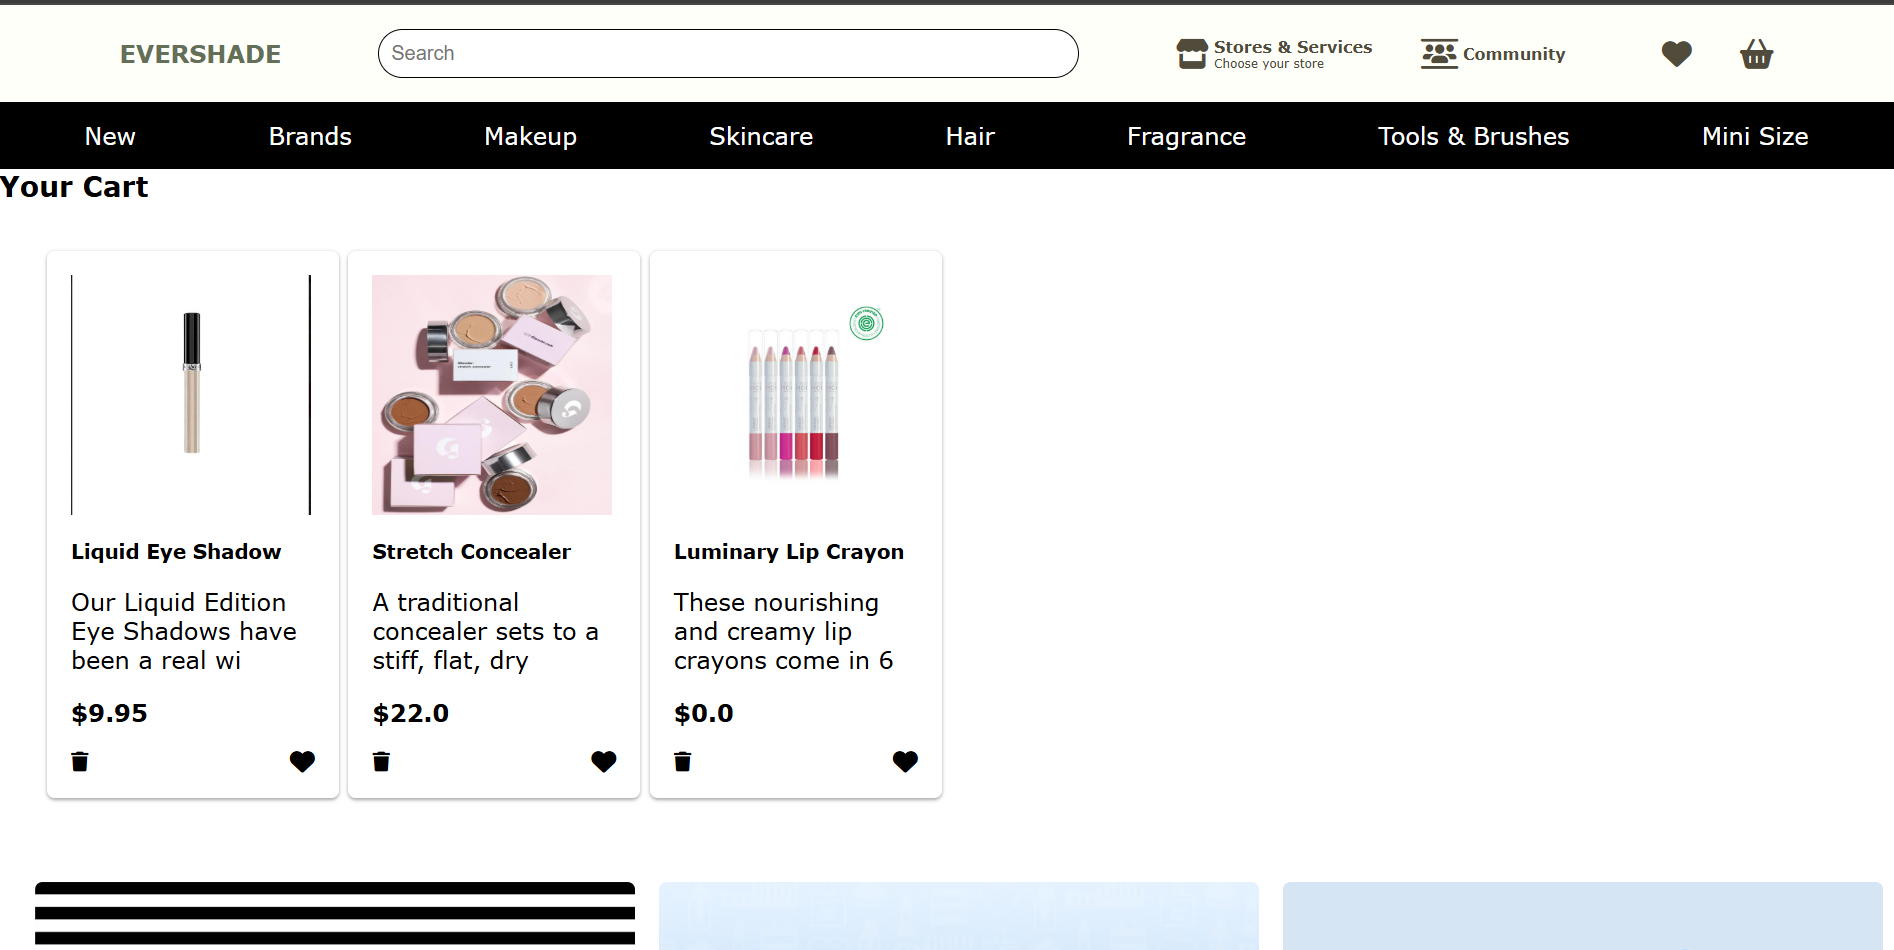 EVERSHADE
Search
Stores & Services
Choose your store
Community
New
Brands
Makeup
Skincare
Hair
Fragrance
Tools & Brushes
Mini Size
Your Cart
Liquid Eye Shadow
Our Liquid Edition
Eye Shadows have
been a real wi
$9.95
Stretch Concealer
A traditional
concealer sets to a
stiff, flat, dry
$22.0
Luminary Lip Crayon
These nourishing
and creamy lip
crayons come in 6
$0.0